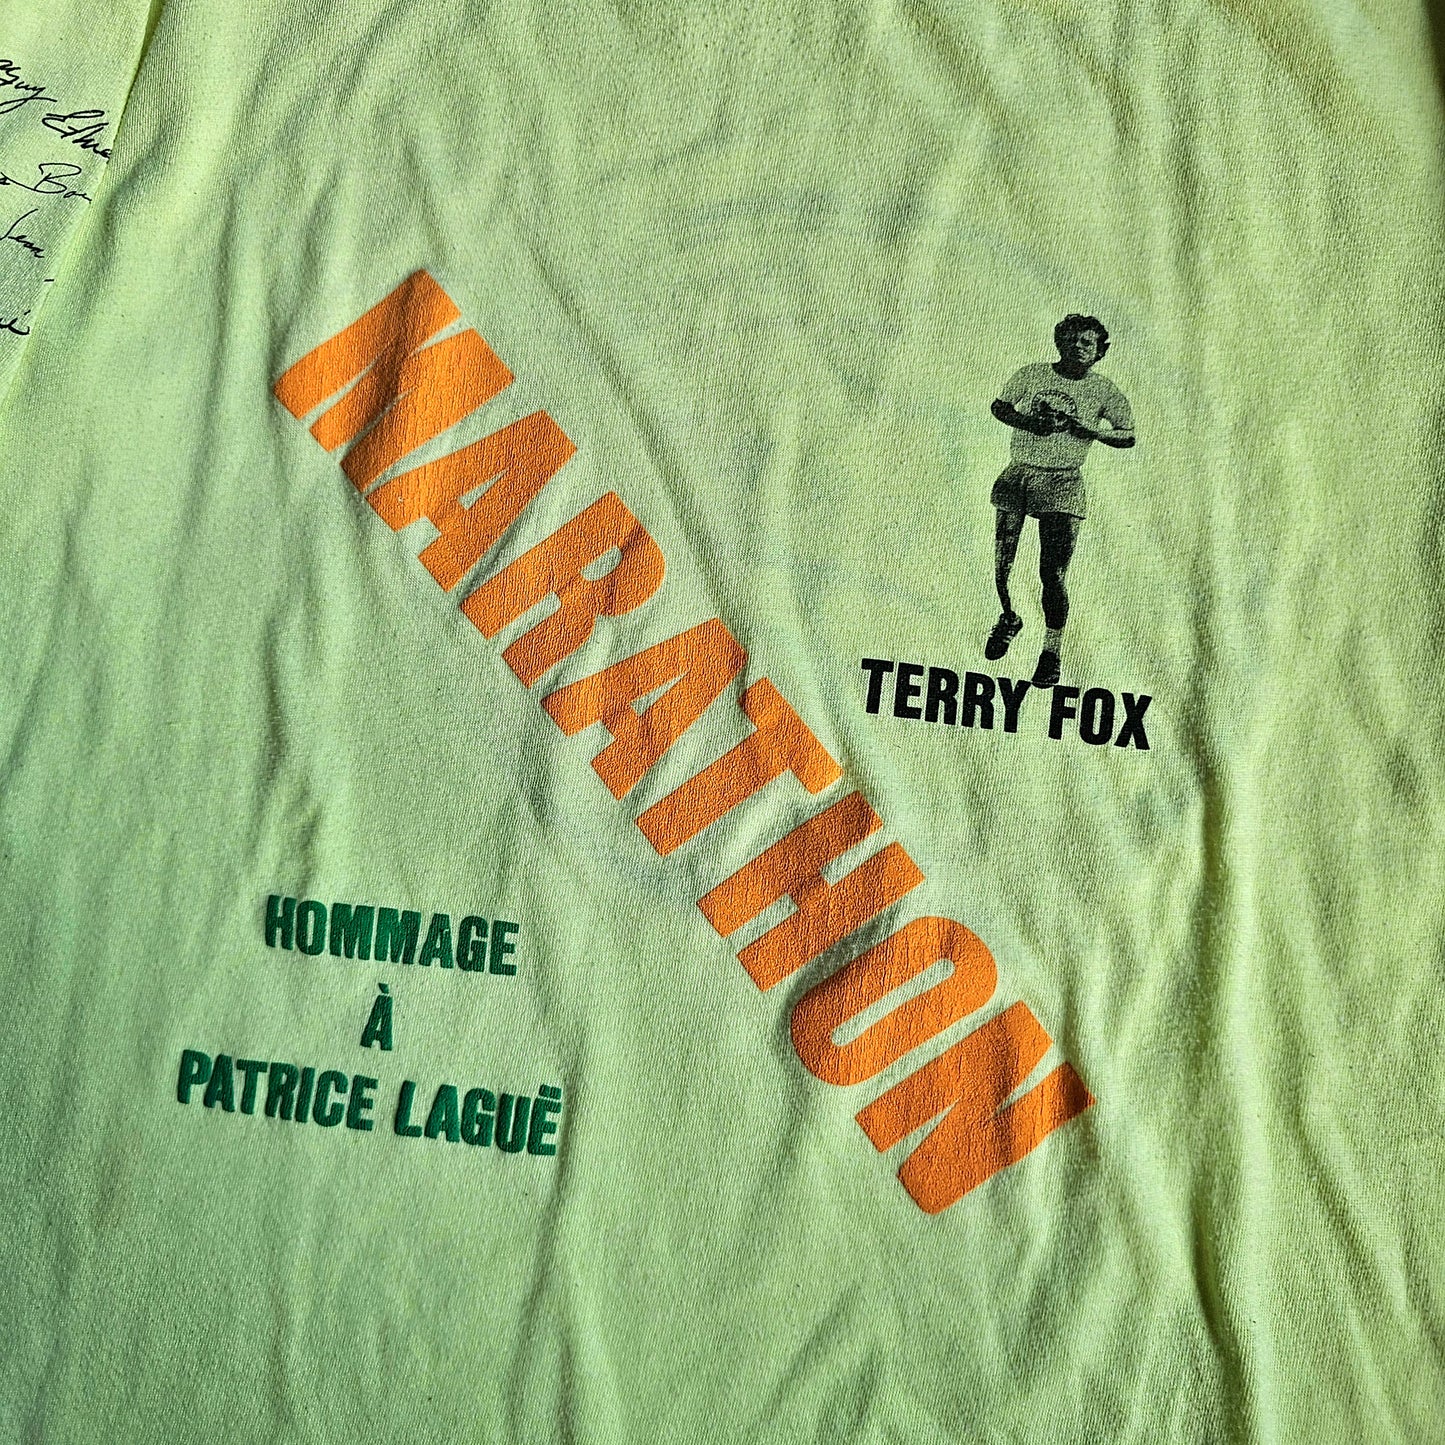 MARATHON
TERRY FOX
HOMMAGE
À
PATRICE LAGUË